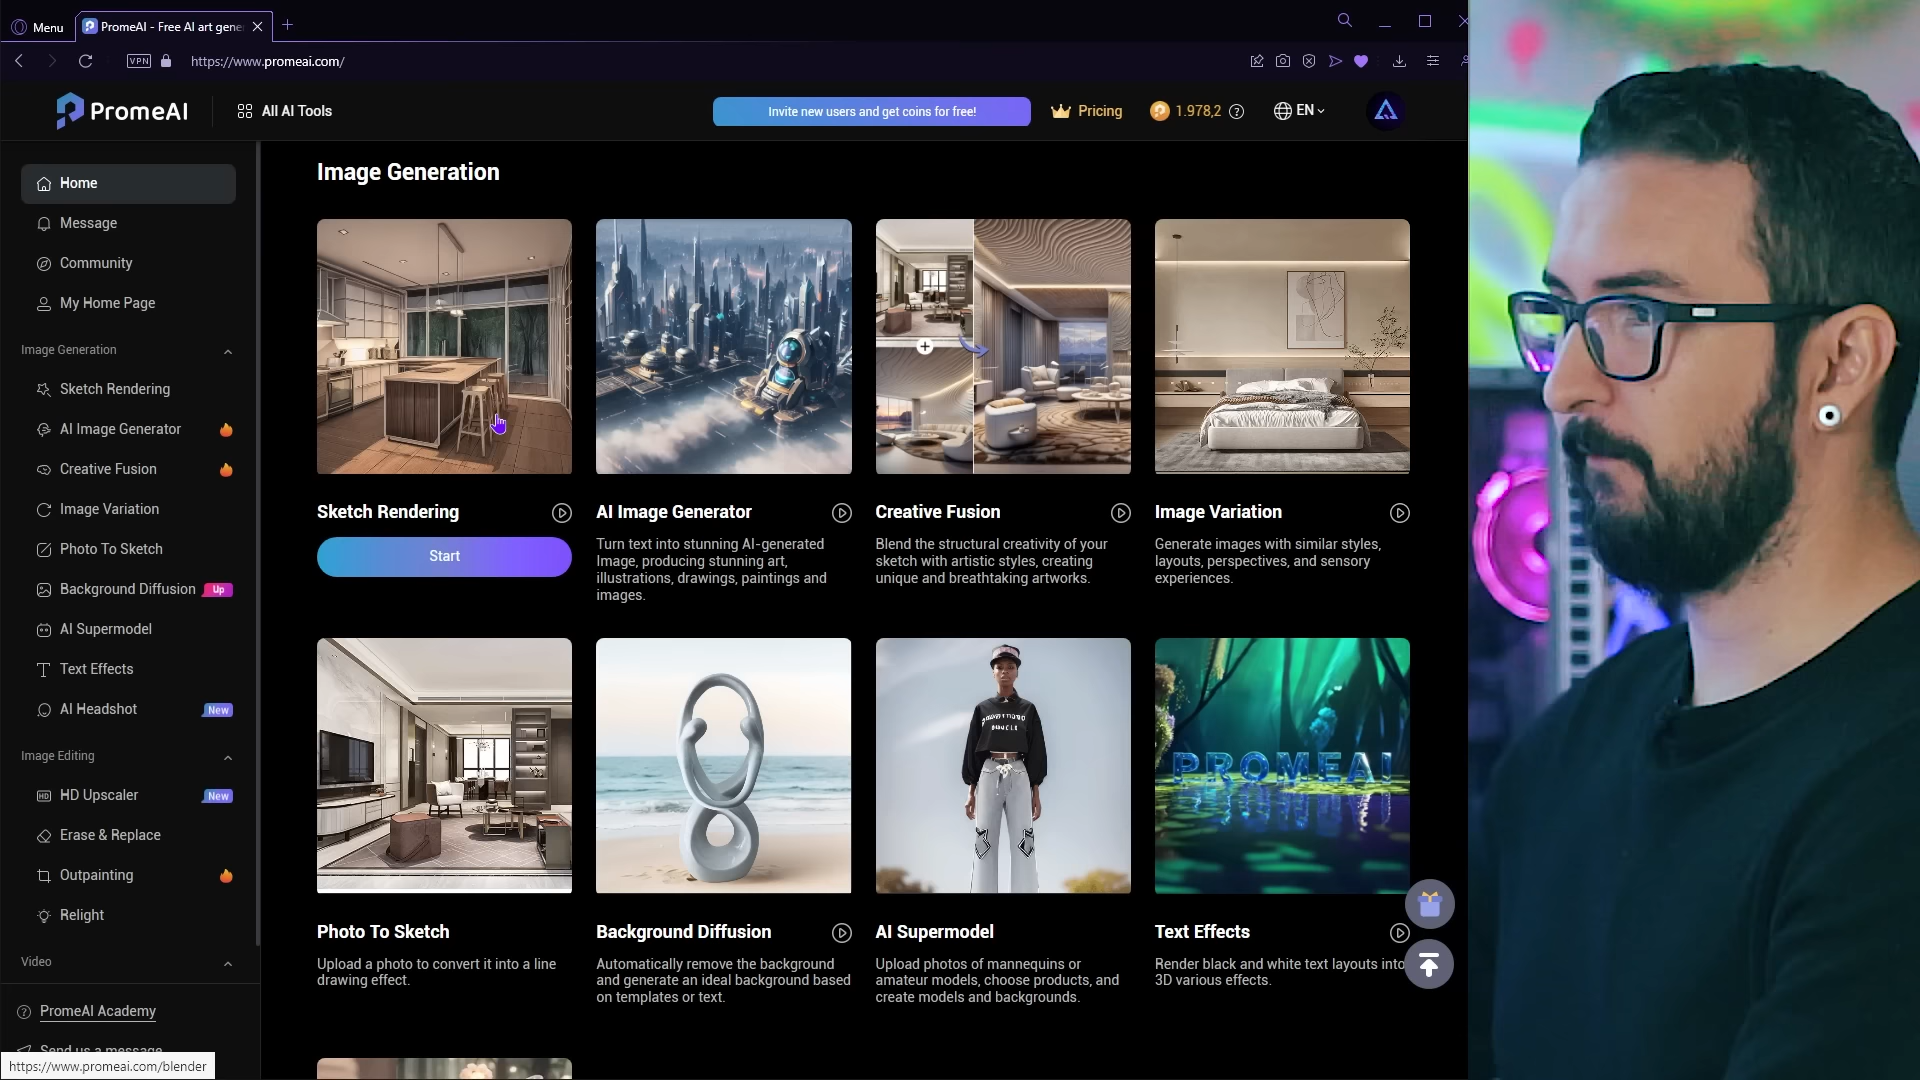 Menu
PromeAI - Free AI art gene
VPN
https://www.promeai.com/
PromeAI
All AI Tools
Invite new users and get coins for free!
Pricing
1.978,2
EN
Home
Message
Community
My Home Page
Image Generation
Sketch Rendering
AI Image Generator
Creative Fusion
Image Variation
Photo To Sketch
Background Diffusion
Up
AI Supermodel
Text Effects
AI Headshot
New
Image Editing
HD Upscaler
New
Erase & Replace
Outpainting
Relight
Video
PromeAI Academy
Send us a message
https://www.promeai.com/blender
Image Generation
Sketch Rendering
Start
AI Image Generator
Turn text into stunning AI-generated
Image, producing stunning art,
illustrations, drawings, paintings and
images.
Creative Fusion
Blend the structural creativity of your
sketch with artistic styles, creating
unique and breathtaking artworks.
Image Variation
Generate images with similar styles,
layouts, perspectives, and sensory
experiences.
PROMEAI
Photo To Sketch
Upload a photo to convert it into a line
drawing effect.
Background Diffusion
Automatically remove the background
and generate an ideal background based
on templates or text.
AI Supermodel
Upload photos of mannequins or
amateur models, choose products, and
create models and backgrounds.
Text Effects
Render black and white text layouts into
3D various effects.